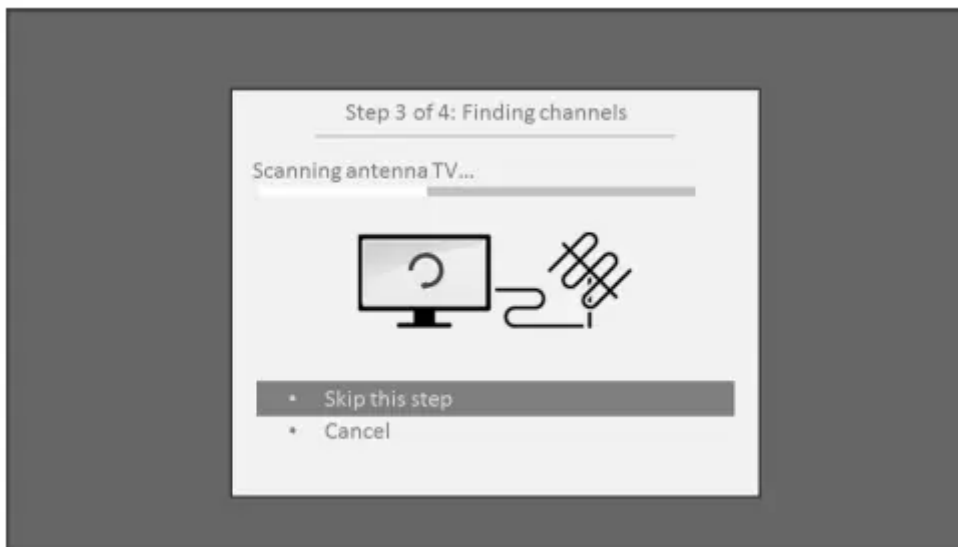 Step 3 of 4: Finding channels
Scanning antenna TV...
• Skip this step
• Cancel